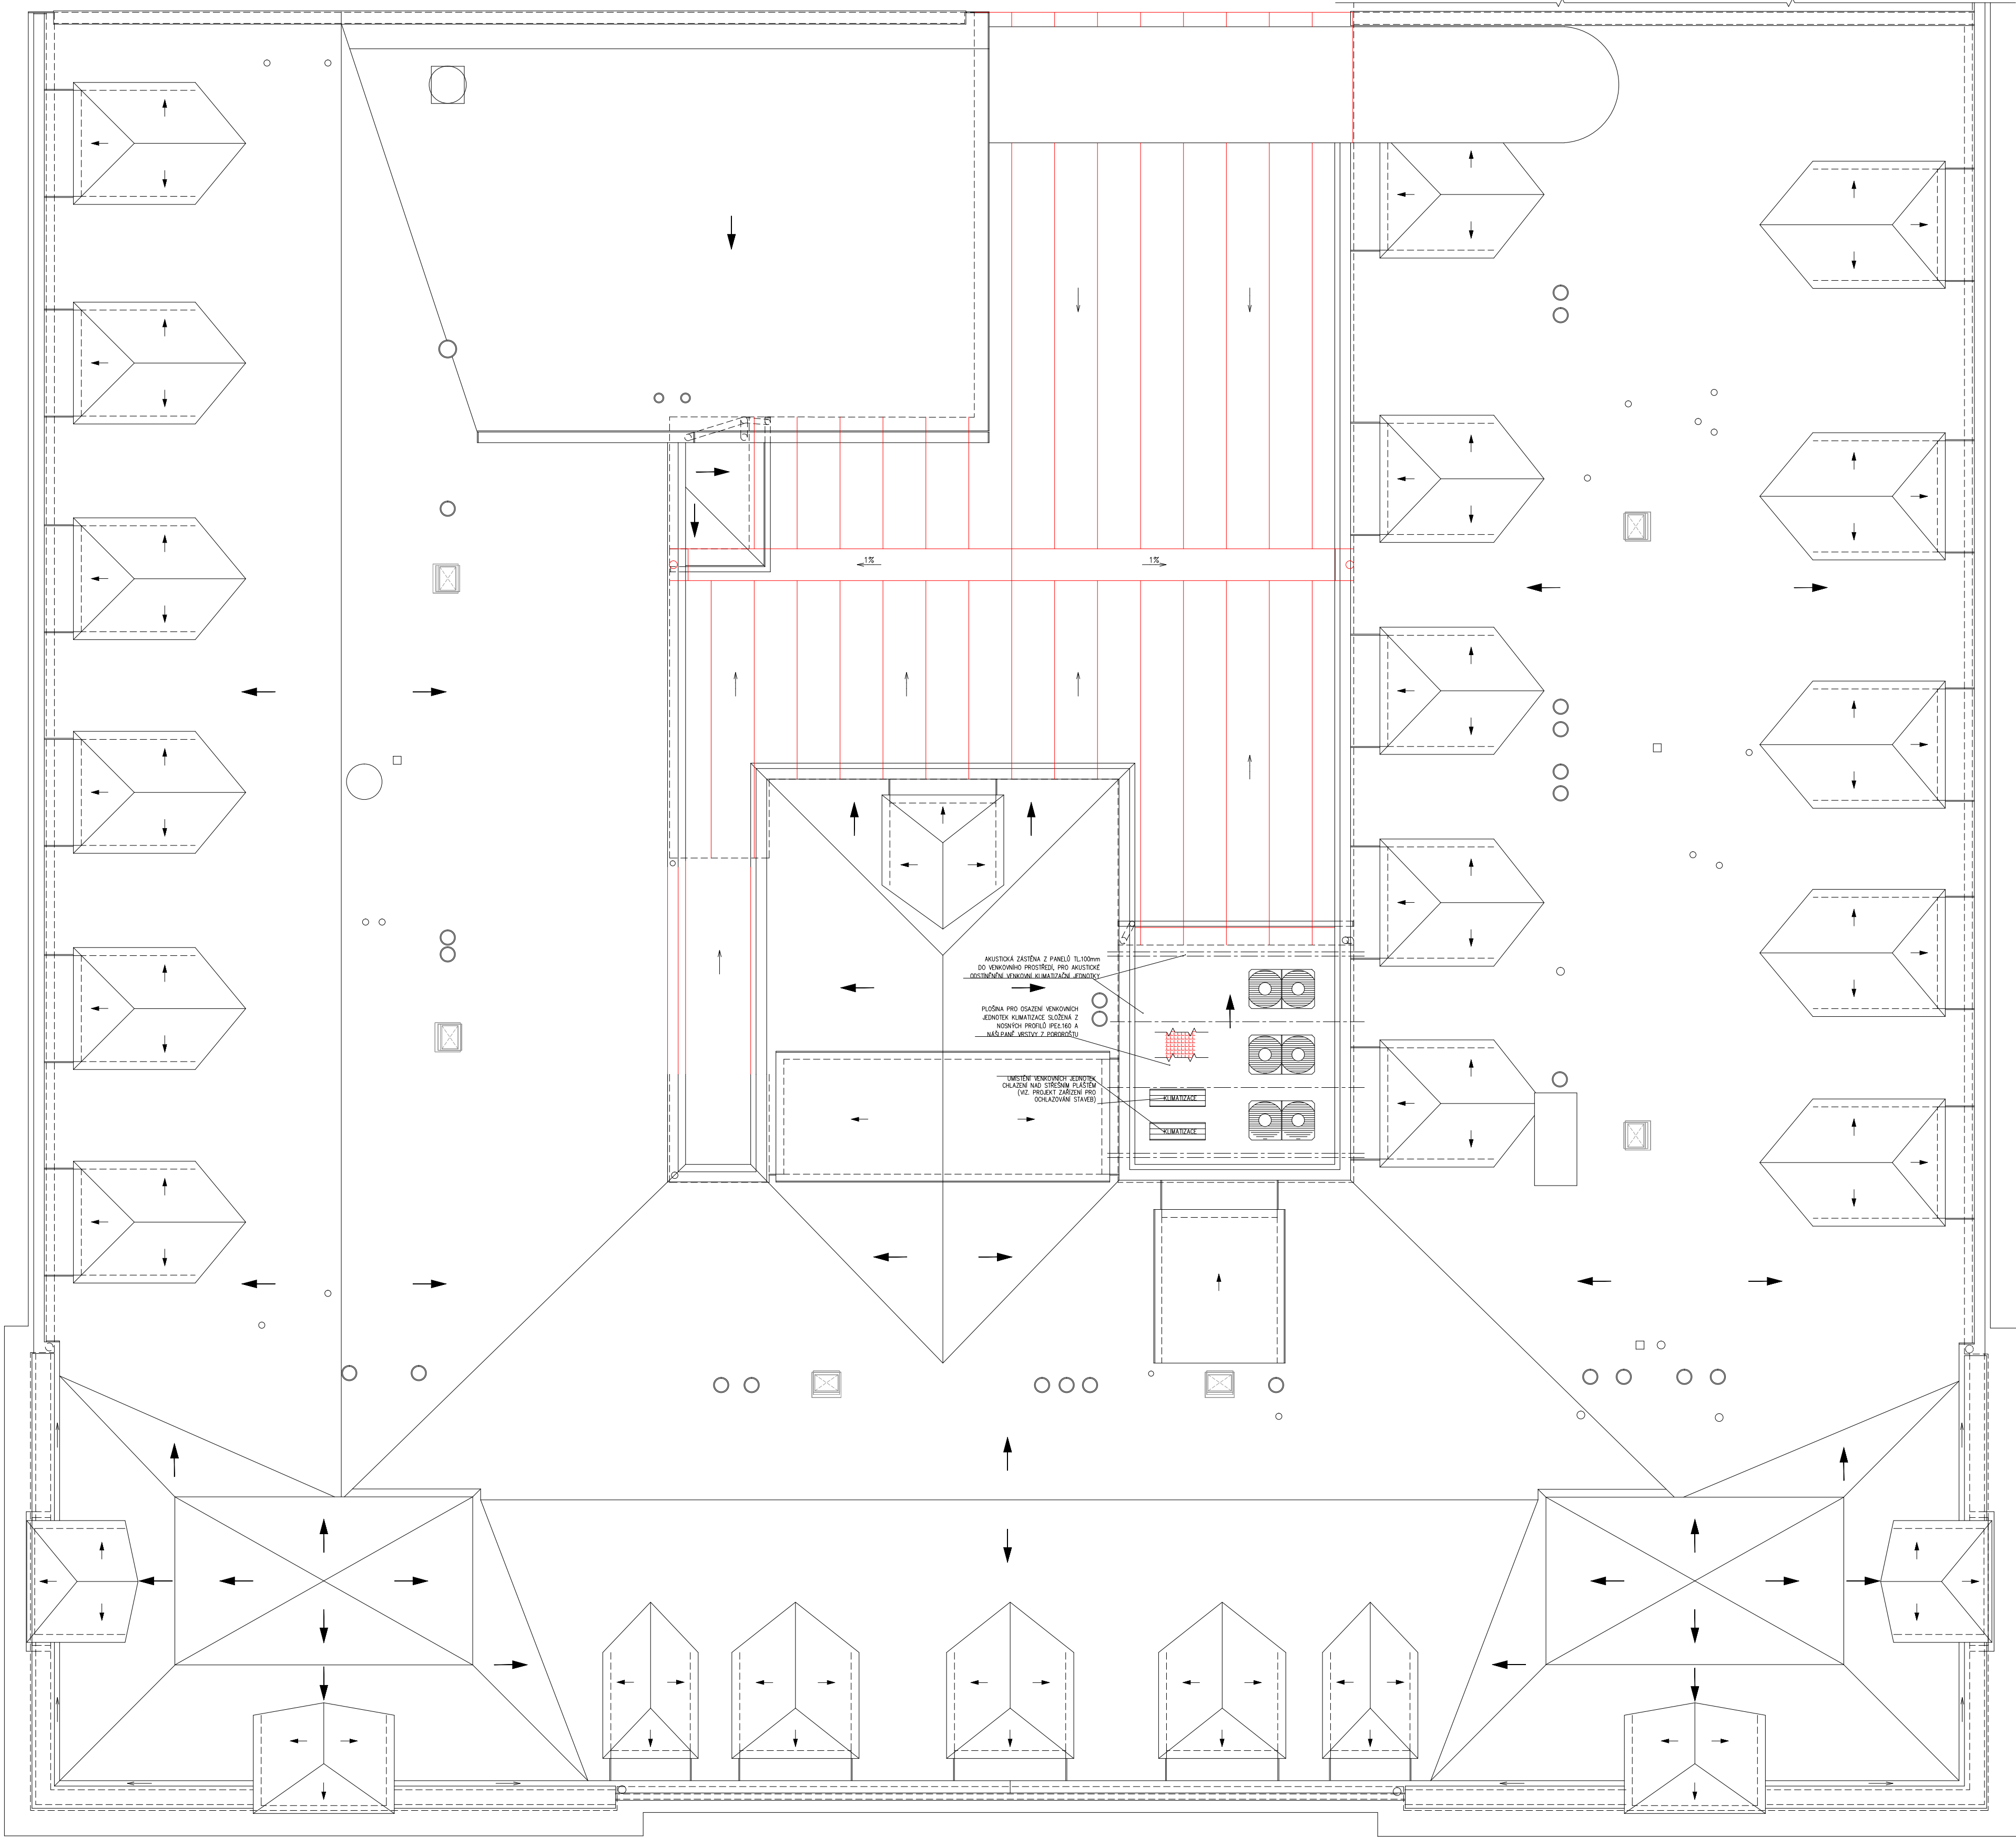 1%
1%
AKUSTICKÁ ZÁSTĚNA Z PANELŮ TL.100mm
DO VENKOVNÍHO PROSTŘEDÍ, PRO AKUSTICKÉ
ODSTÍNĚNÍ VENKOVNÍ KLIMATIZAČNÍ JEDNOTKY
PLOŠINA PRO OSAZENÍ VENKOVNÍCH
JEDNOTEK KLIMATIZACE SLOŽENÁ Z
NOSNÝCH PROFILŮ IPEč.160 A
NÁŠLAPNÉ VRSTVY Z POROROŠTU
UMÍSTĚNÍ VENKOVNÍCH JEDNOTEK
CHLAZENÍ NAD STŘEŠNÍM PLÁŠTĚM
(VIZ. PROJEKT ZAŘÍZENÍ PRO
OCHLAZOVÁNÍ STAVEB)
KLIMATIZACE
KLIMATIZACE